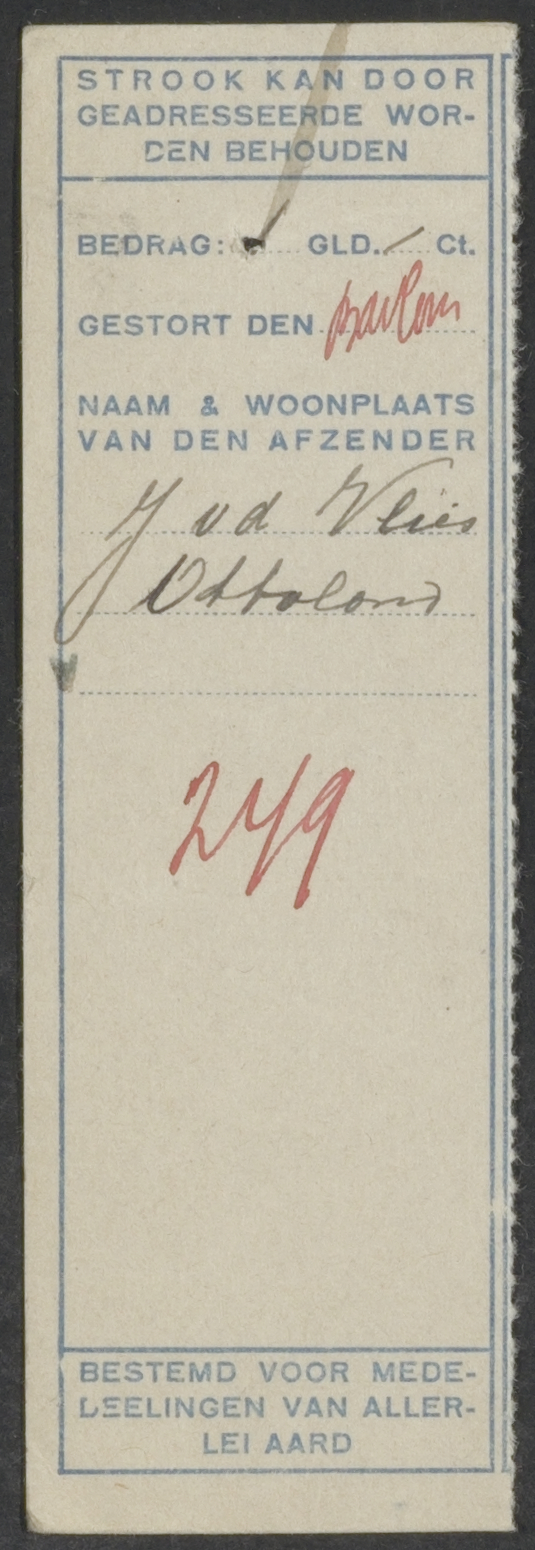 STROOK KAN DOOR
GEADRESSEERDE WOR-
DEN BEHOUDEN
BEDRAG: GLD. Ct.
GESTORT DEN
NAAM & WOONPLAATS
VAN DEN AFZENDER
J vd Vlies
Ottoland
249
BESTEMD VOOR MEDE-
DEELINGEN VAN ALLER-
LEI AARD